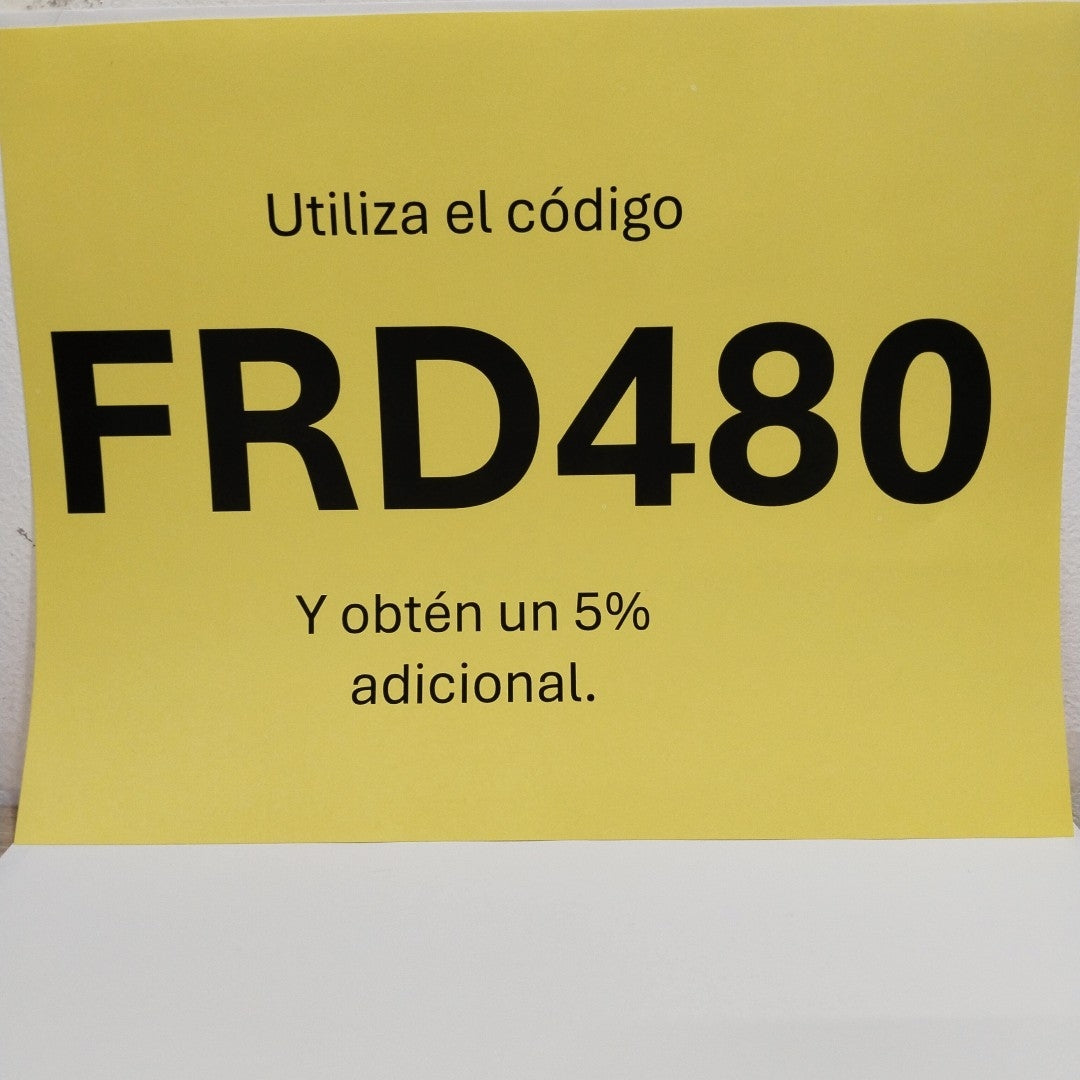 Utiliza el código
FRD480
Y obtén un 5%
adicional.